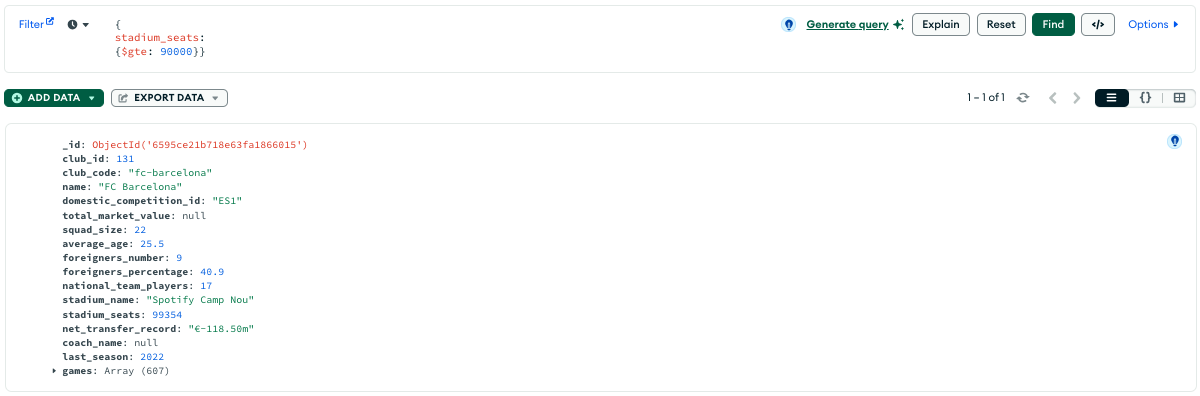 Filter
{
stadium_seats:
{$gte: 90000}}
Generate query
Explain
Reset
Find
</>
Options
ADD DATA
EXPORT DATA
1 – 1 of 1
{}
_id: ObjectId('6595ce21b718e63fa1866015')
club_id: 131
club_code: "fc-barcelona"
name: "FC Barcelona"
domestic_competition_id: "ES1"
total_market_value: null
squad_size: 22
average_age: 25.5
foreigners_number: 9
foreigners_percentage: 40.9
national_team_players: 17
stadium_name: "Spotify Camp Nou"
stadium_seats: 99354
net_transfer_record: "€-118.50m"
coach_name: null
last_season: 2022
games: Array (607)